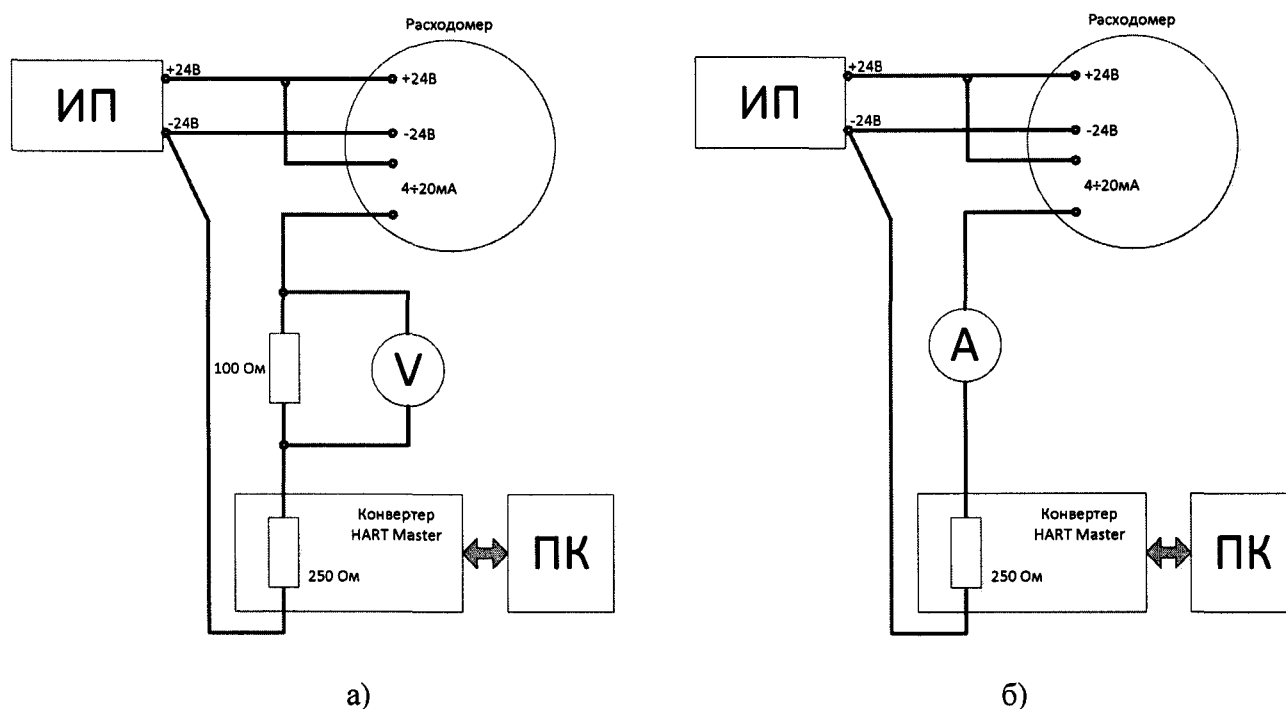 Расходомер
+24В
+24В
ИП
-24В
-24В
4÷20мА
100 Ом
V
Конвертер
HART Master
250 Ом
ПК
а)
Расходомер
+24В
+24В
ИП
-24В
-24В
4÷20мА
А
Конвертер
HART Master
250 Ом
ПК
б)